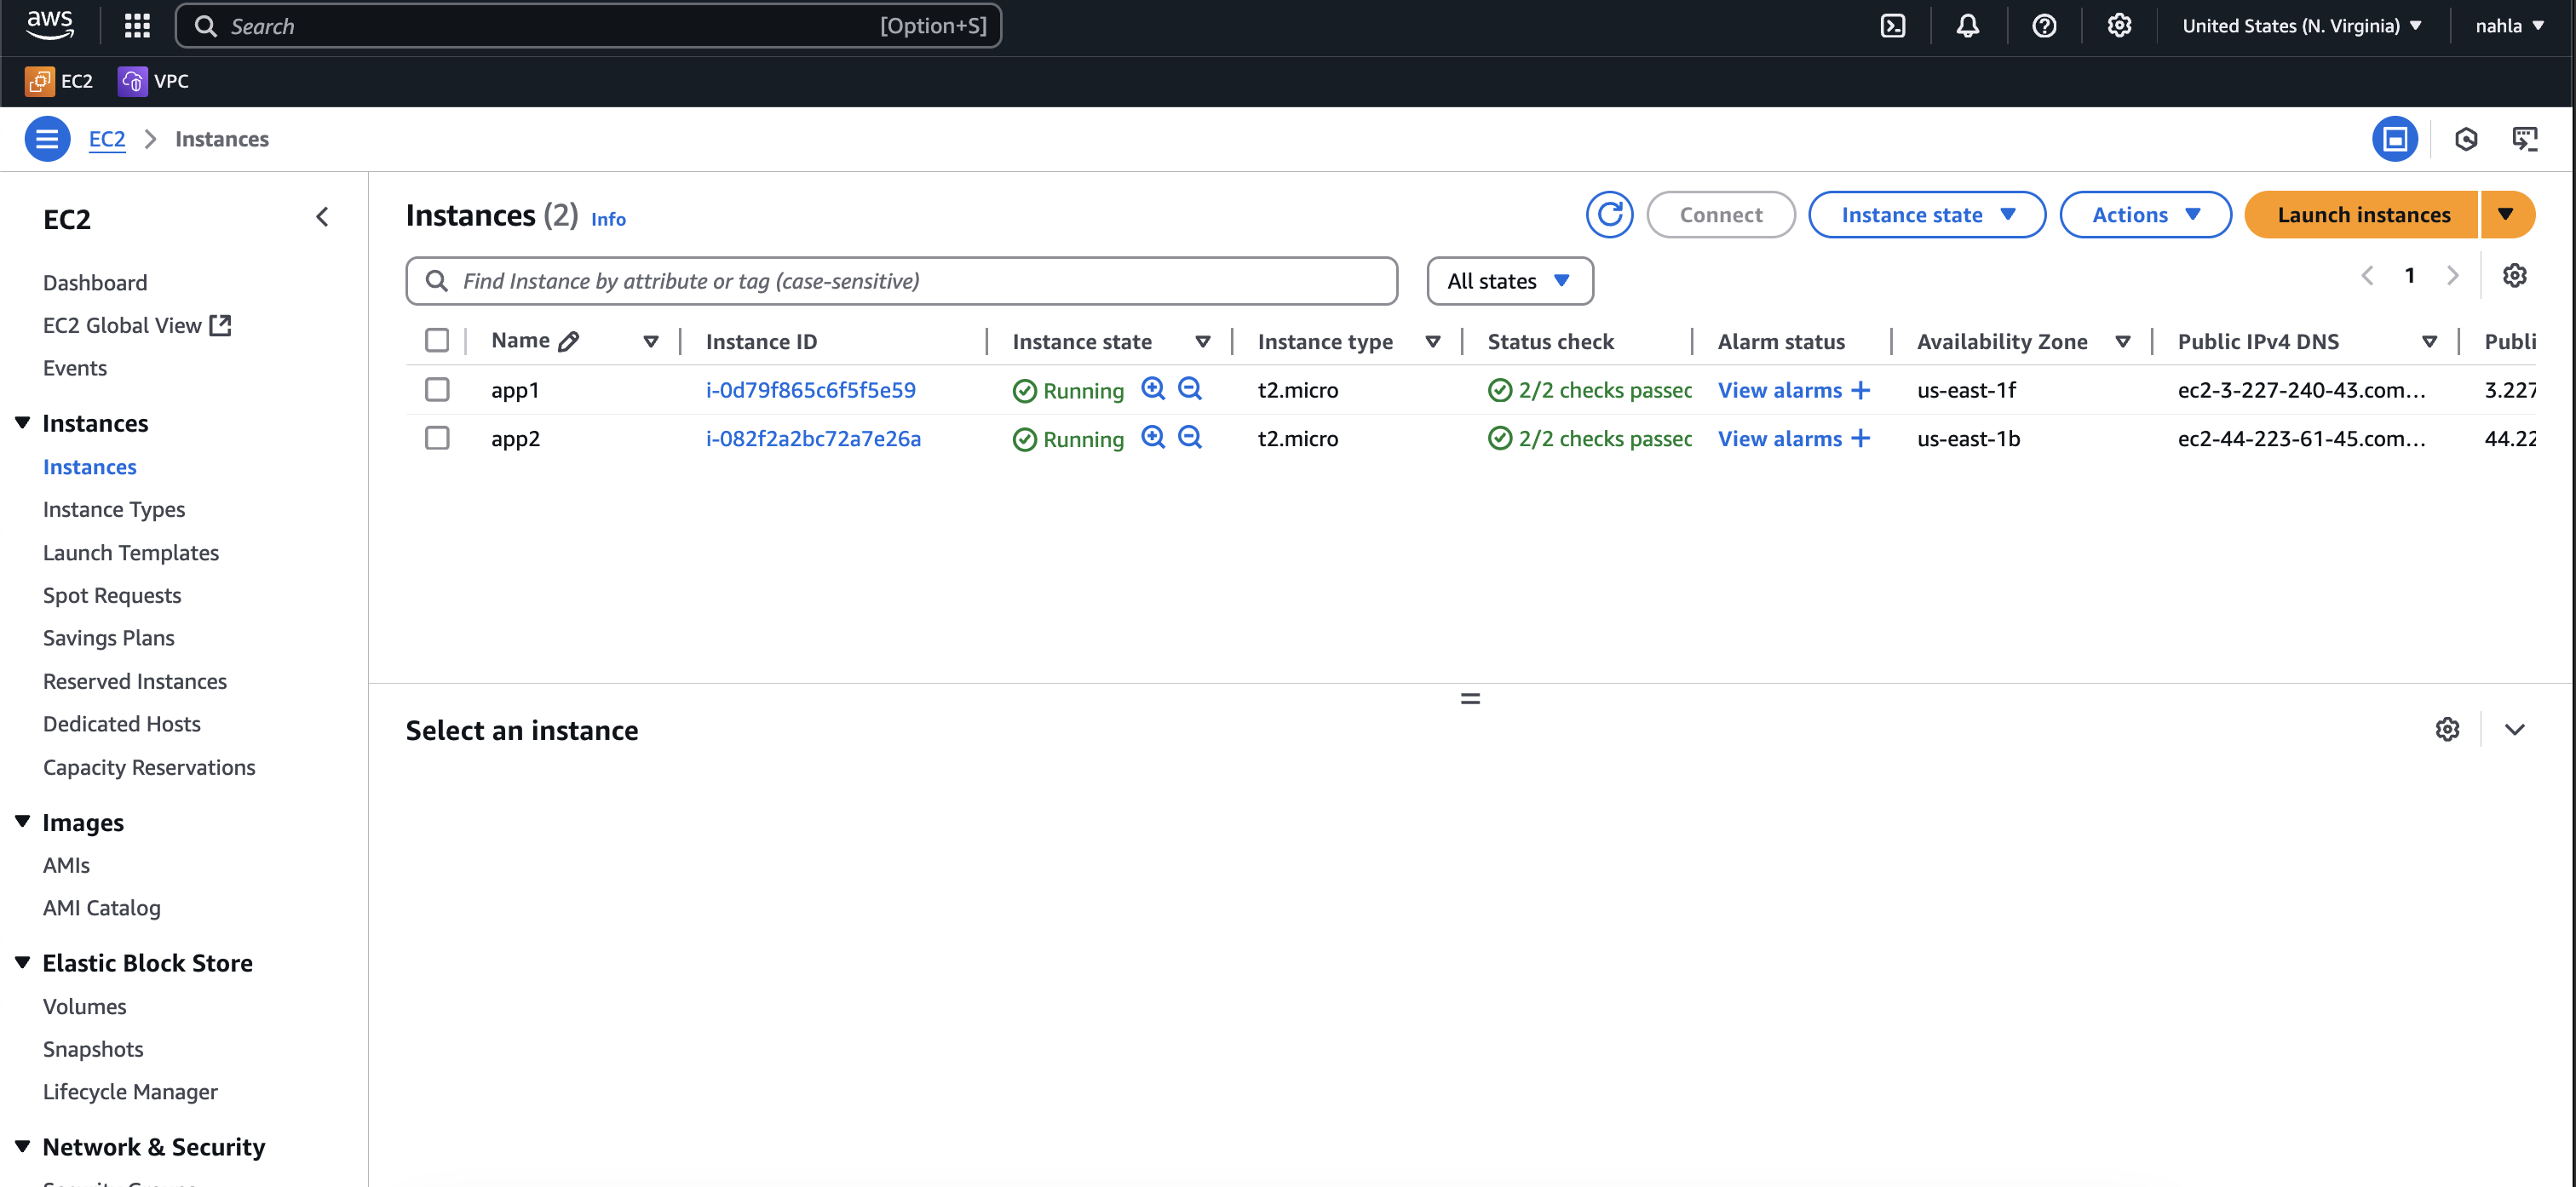 aws
Search [Option+S]
United States (N. Virginia)
nahla
EC2
VPC
EC2 Instances
EC2
Dashboard
EC2 Global View
Events
Instances
Instances
Instance Types
Launch Templates
Spot Requests
Savings Plans
Reserved Instances
Dedicated Hosts
Capacity Reservations
Images
AMIs
AMI Catalog
Elastic Block Store
Volumes
Snapshots
Lifecycle Manager
Network & Security
Instances (2) Info
Connect
Instance state
Actions
Launch instances
Find Instance by attribute or tag (case-sensitive)
All states
1
Name Instance ID Instance state Instance type Status check Alarm status Availability Zone Public IPv4 DNS Publi
app1 i-0d79f865c6f5f5e59 Running t2.micro 2/2 checks passed View alarms + us-east-1f ec2-3-227-240-43.com... 3.227
app2 i-082f2a2bc72a7e26a Running t2.micro 2/2 checks passed View alarms + us-east-1b ec2-44-223-61-45.com... 44.22
Select an instance